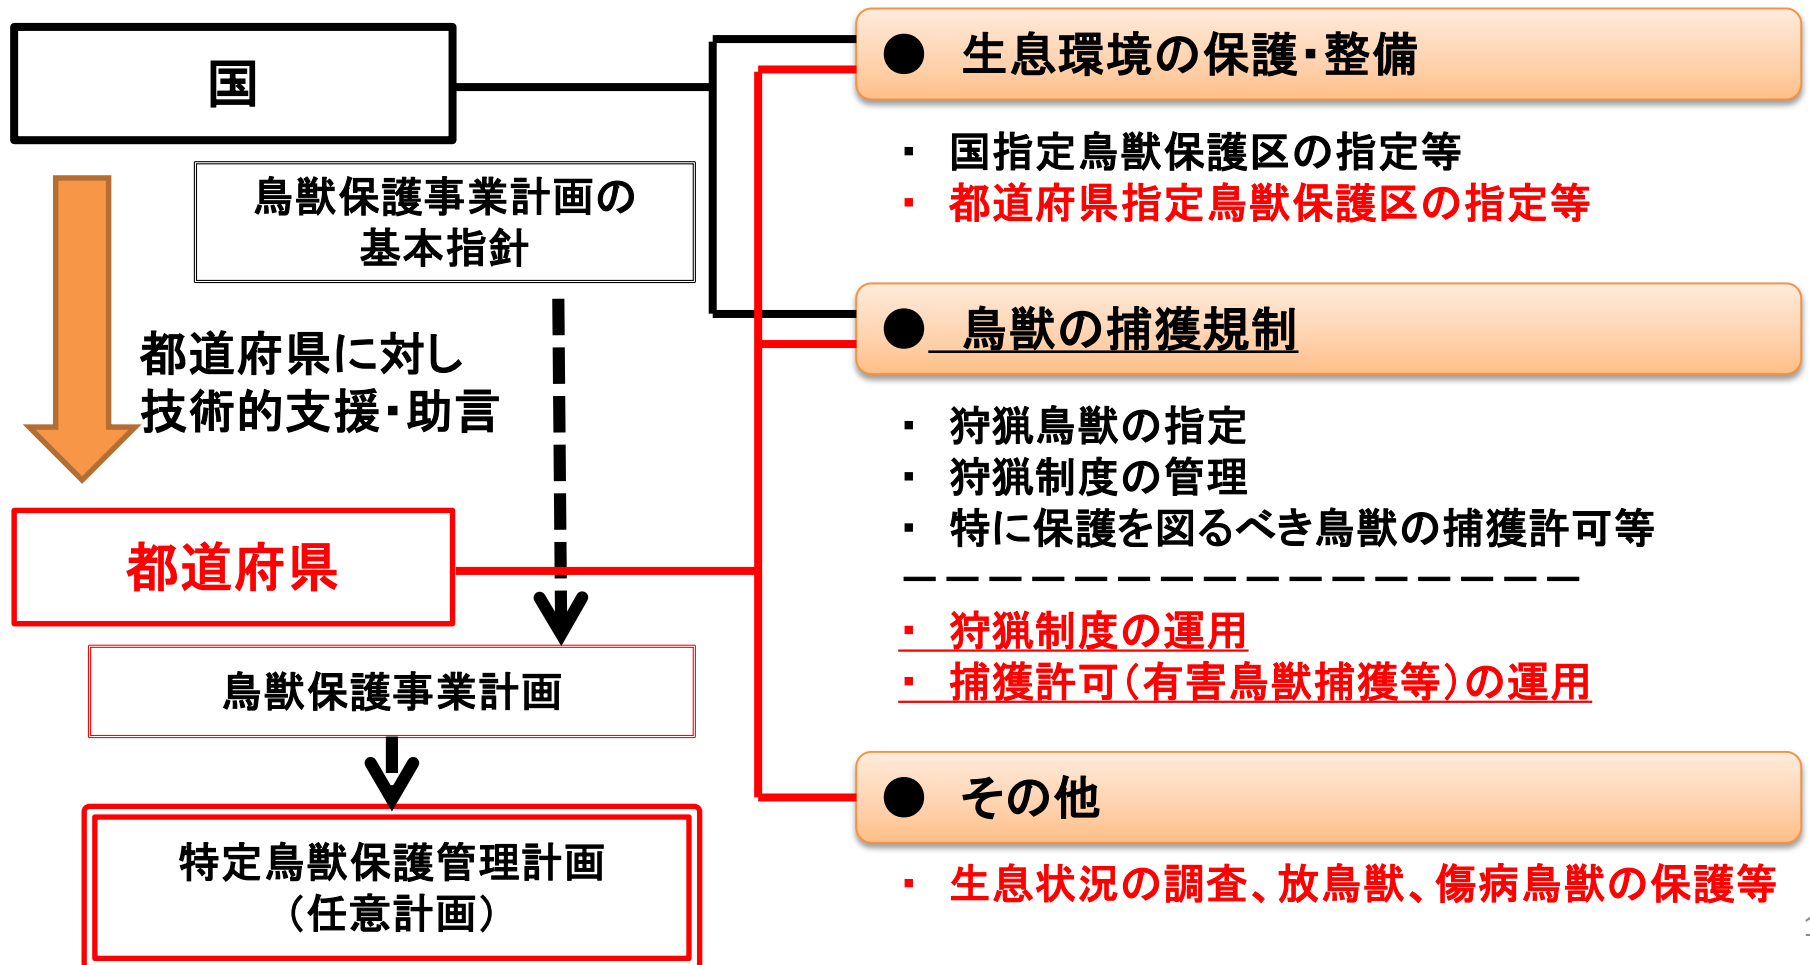 国
鳥獣保護事業計画の
基本指針
都道府県に対し
技術的支援・助言
都道府県
鳥獣保護事業計画
特定鳥獣保護管理計画
（任意計画）
● 生息環境の保護・整備
・ 国指定鳥獣保護区の指定等
・ 都道府県指定鳥獣保護区の指定等
● 鳥獣の捕獲規制
・ 狩猟鳥獣の指定
・ 狩猟制度の管理
・ 特に保護を図るべき鳥獣の捕獲許可等
－－－－－－－－－－－－－－－－
・ 狩猟制度の運用
・ 捕獲許可（有害鳥獣捕獲等）の運用
● その他
・ 生息状況の調査、放鳥獣、傷病鳥獣の保護等